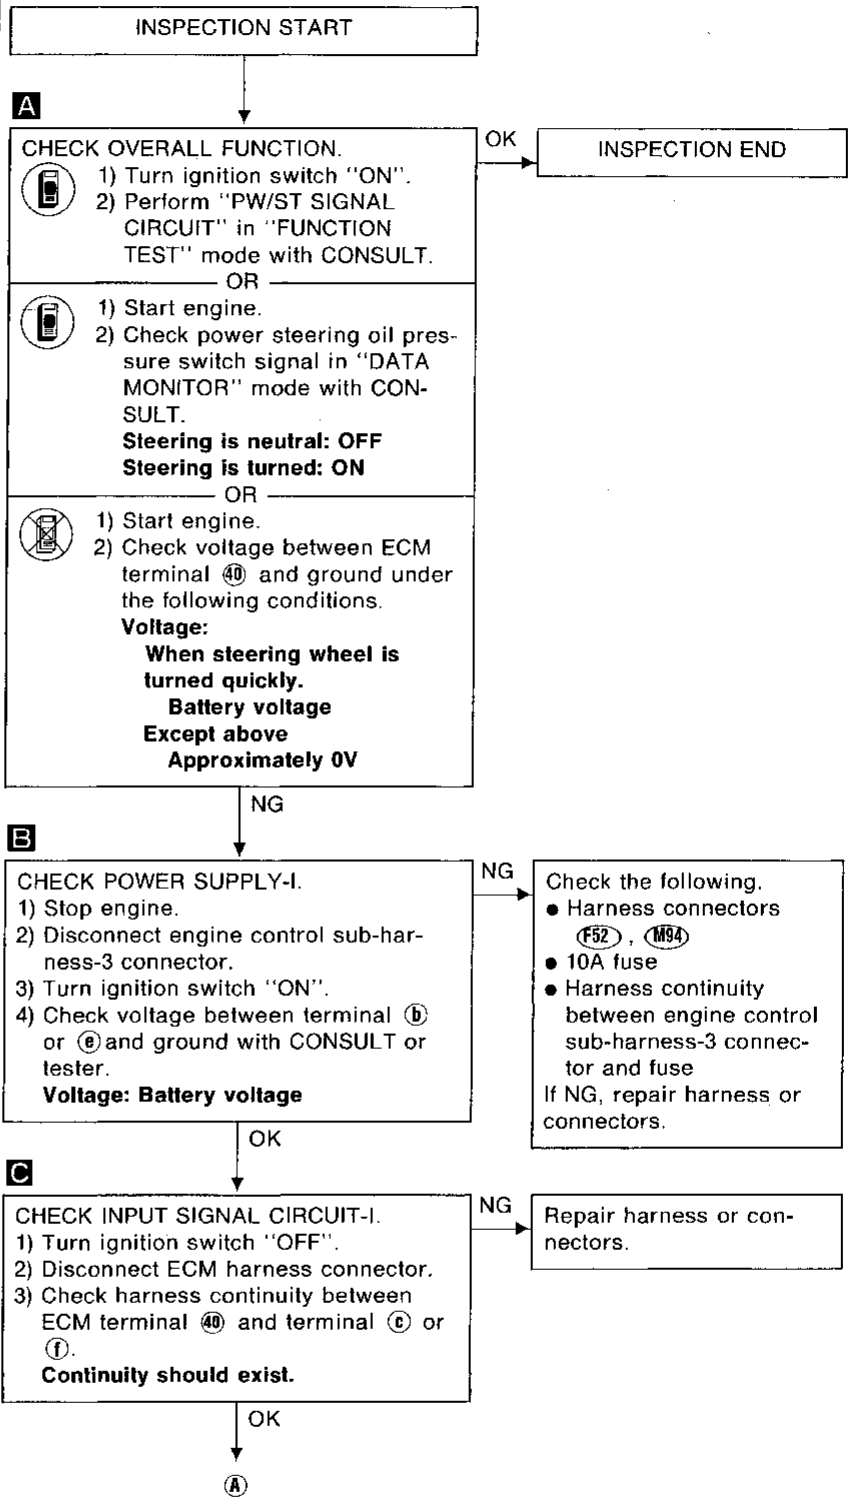 INSPECTION START
A
CHECK OVERALL FUNCTION.
1) Turn ignition switch "ON".
2) Perform "PW/ST SIGNAL
CIRCUIT" in "FUNCTION
TEST" mode with CONSULT.
OR
1) Start engine.
2) Check power steering oil pres-
sure switch signal in "DATA
MONITOR" mode with CON-
SULT.
Steering is neutral: OFF
Steering is turned: ON
OR
1) Start engine.
2) Check voltage between ECM
terminal 40 and ground under
the following conditions.
Voltage:
When steering wheel is
turned quickly.
Battery voltage
Except above
Approximately 0V
OK
INSPECTION END
NG
B
CHECK POWER SUPPLY-I.
1) Stop engine.
2) Disconnect engine control sub-har-
ness-3 connector.
3) Turn ignition switch "ON".
4) Check voltage between terminal b
or e and ground with CONSULT or
tester.
Voltage: Battery voltage
NG
Check the following.
● Harness connectors
F52 , M94
● 10A fuse
● Harness continuity
between engine control
sub-harness-3 connec-
tor and fuse
If NG, repair harness or
connectors.
OK
C
CHECK INPUT SIGNAL CIRCUIT-I.
1) Turn ignition switch "OFF".
2) Disconnect ECM harness connector.
3) Check harness continuity between
ECM terminal 40 and terminal c or
f.
Continuity should exist.
NG
Repair harness or con-
nectors.
OK
A